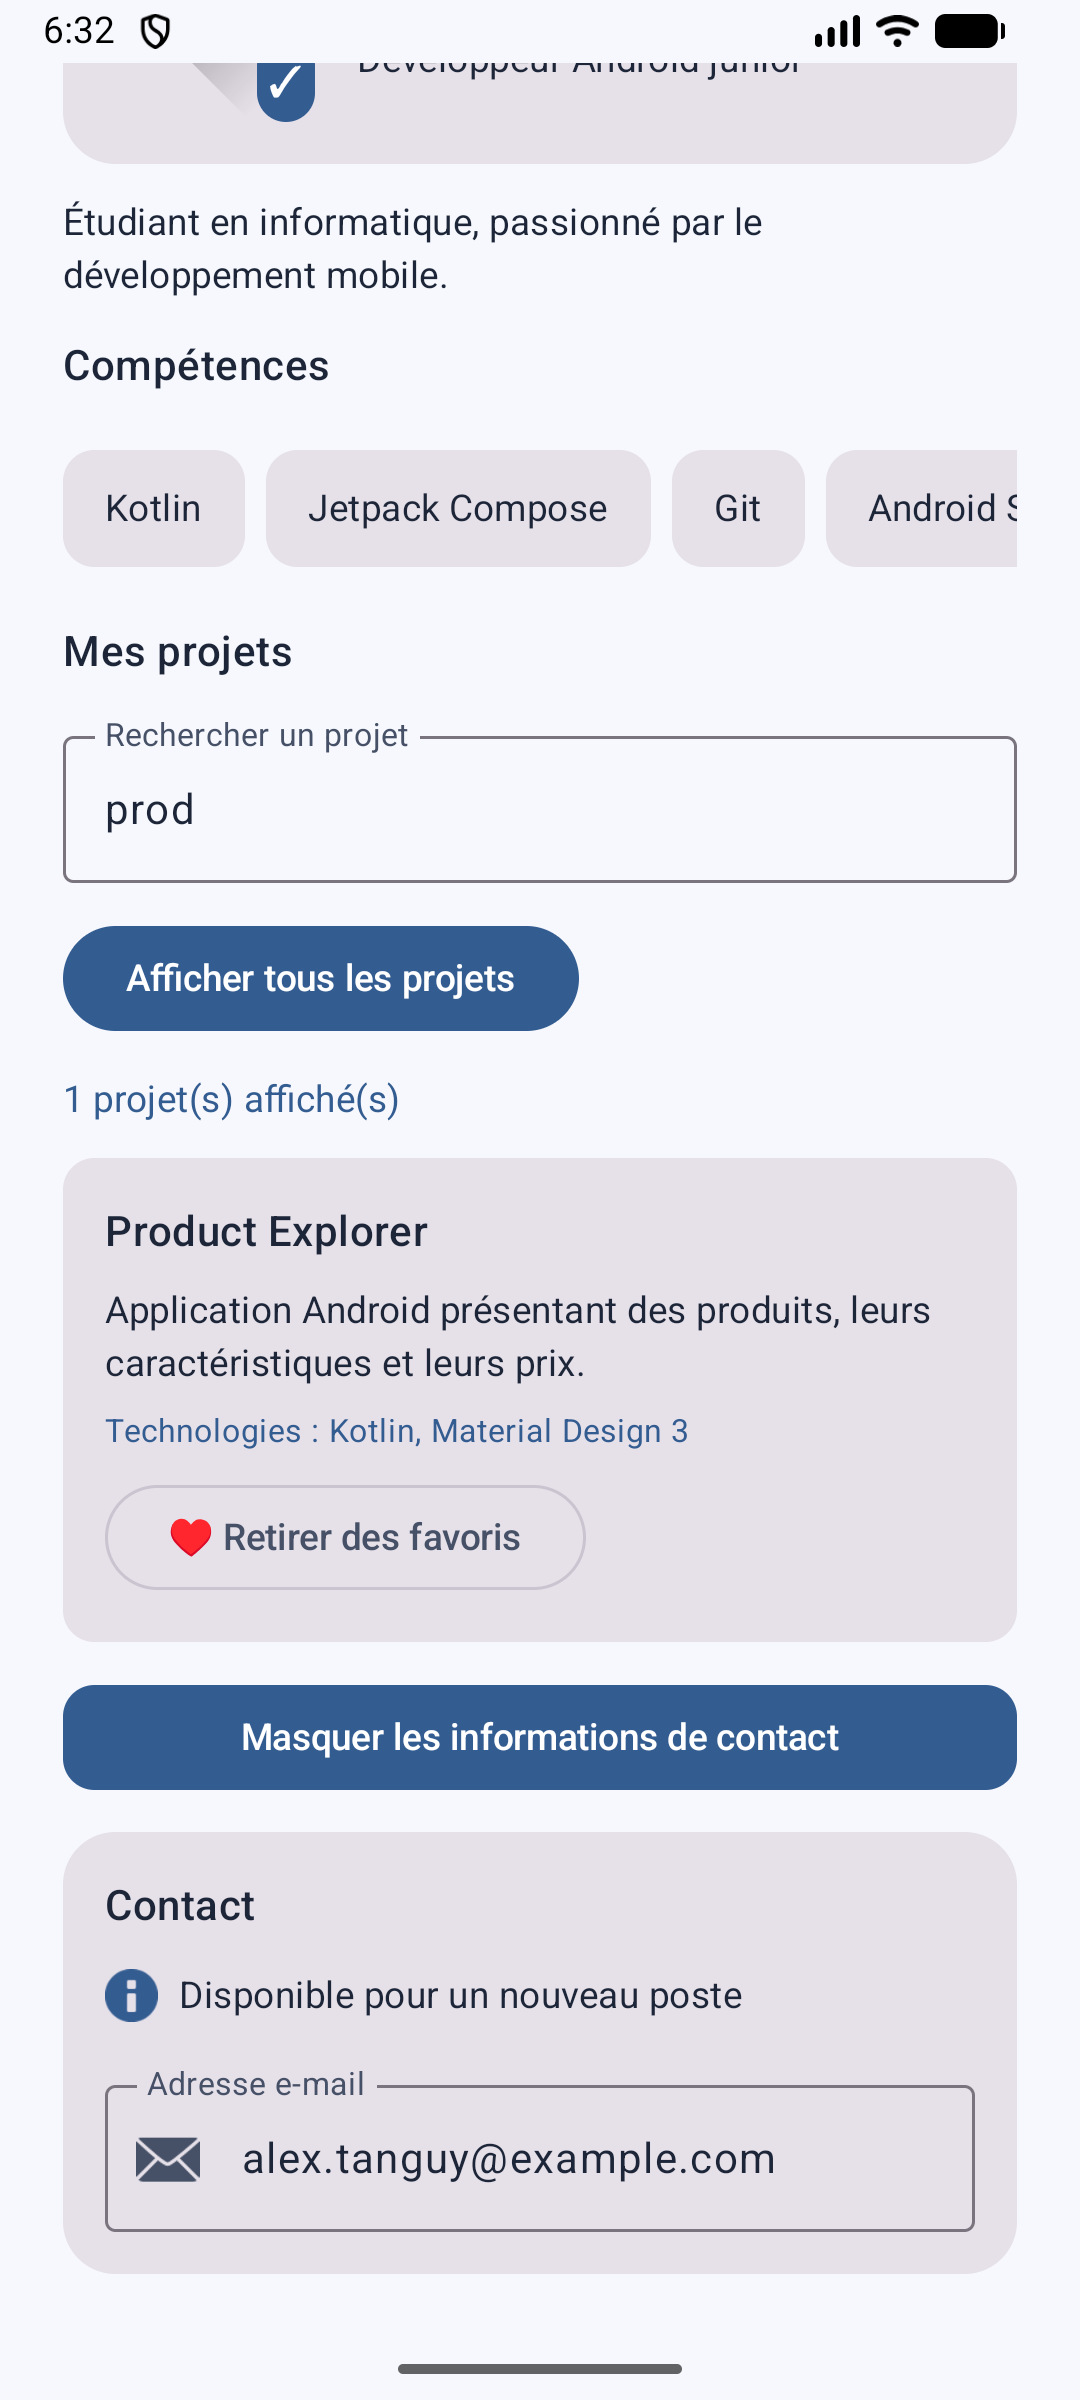 6:32
Développeur Android junior
Étudiant en informatique, passionné par le
développement mobile.
Compétences
Kotlin
Jetpack Compose
Git
Android
Mes projets
Rechercher un projet
prod
Afficher tous les projets
1 projet(s) affiché(s)
Product Explorer
Application Android présentant des produits, leurs
caractéristiques et leurs prix.
Technologies : Kotlin, Material Design 3
❤️ Retirer des favoris
Masquer les informations de contact
Contact
Disponible pour un nouveau poste
Adresse e-mail
alex.tanguy@example.com